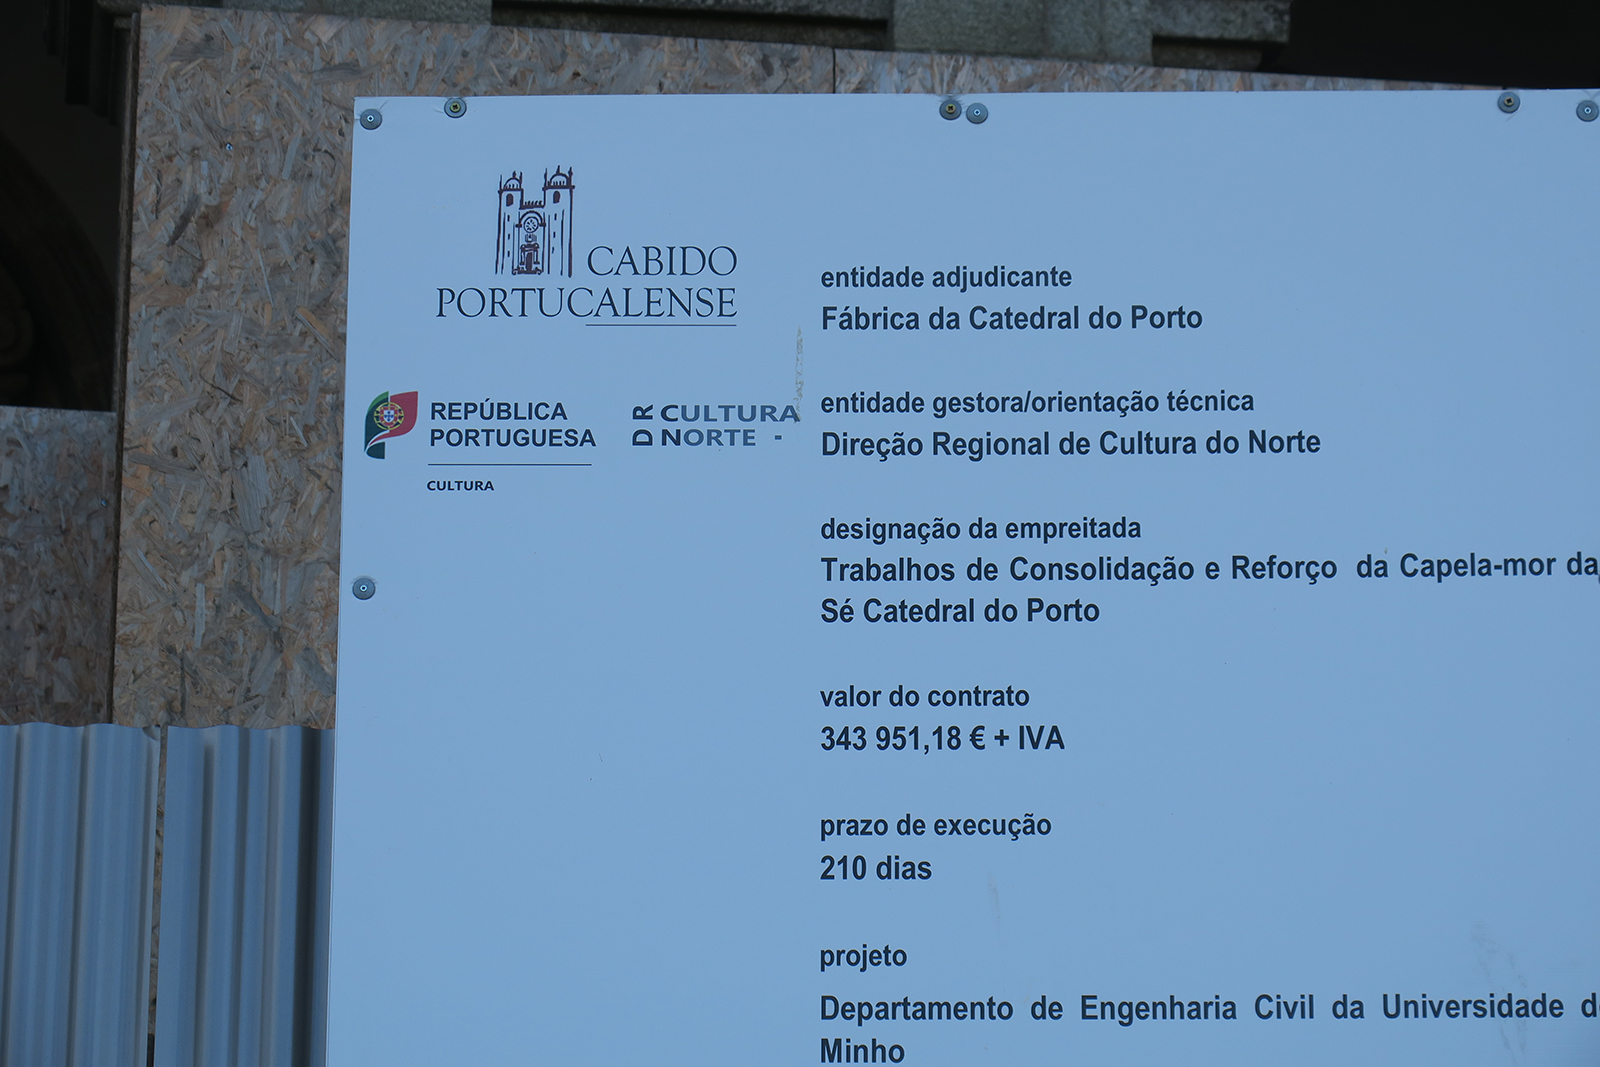 CABIDO
PORTUCALENSE
REPÚBLICA
PORTUGUESA
CULTURA
DR CULTURA
NORTE -
entidade adjudicante
Fábrica da Catedral do Porto
entidade gestora/orientação técnica
Direção Regional de Cultura do Norte
designação da empreitada
Trabalhos de Consolidação e Reforço da Capela-mor da
Sé Catedral do Porto
valor do contrato
343 951,18 € + IVA
prazo de execução
210 dias
projeto
Departamento de Engenharia Civil da Universidade
Minho